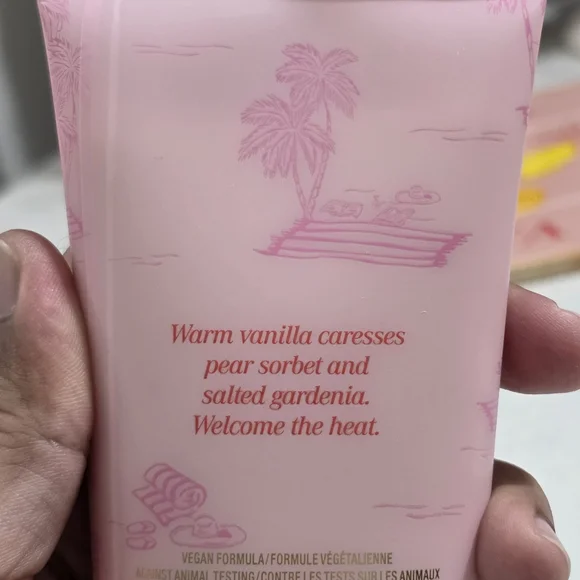 Warm vanilla caresses
pear sorbet and
salted gardenia.
Welcome the heat.
VEGAN FORMULA/FORMULE VÉGÉTALIENNE
AGAINST ANIMAL TESTING/CONTRE LES TESTS SUR LES ANIMAUX